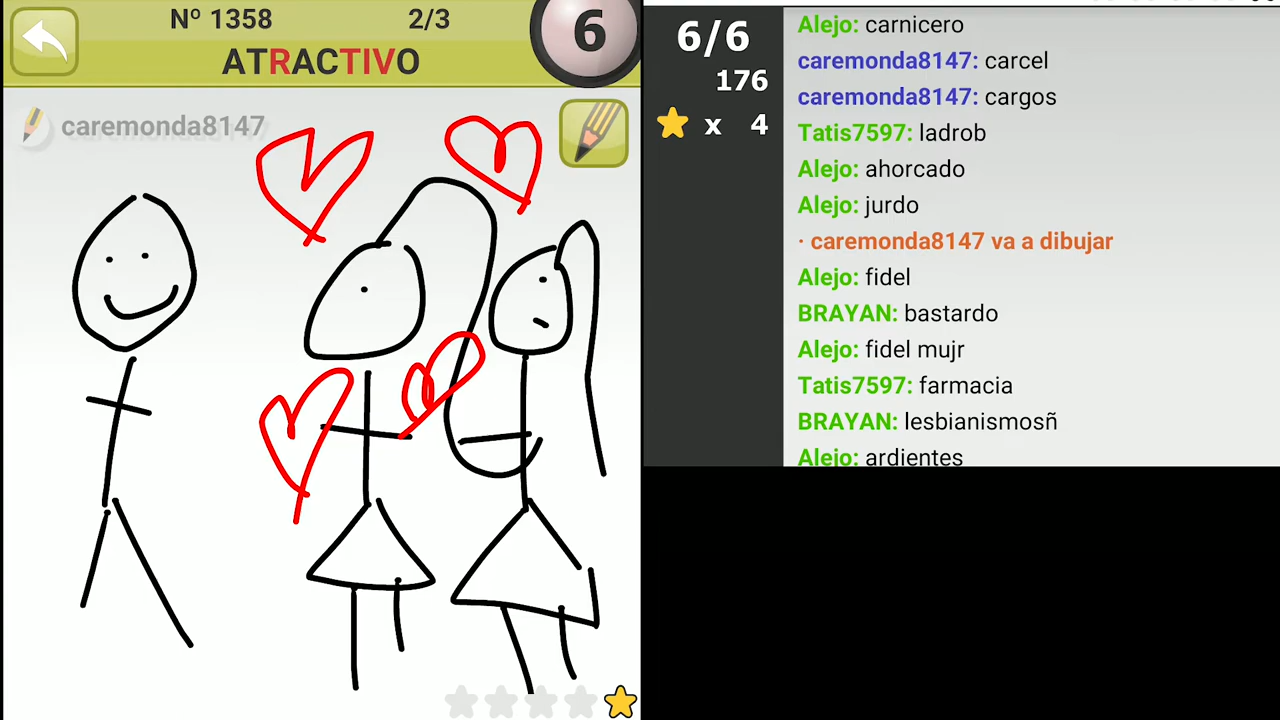 Nº 1358
2/3
6
ATRACTIVO
caremonda8147
6/6
176
x 4
Alejo: carnicero
caremonda8147: carcel
caremonda8147: cargos
Tatis7597: ladrob
Alejo: ahorcado
Alejo: jurdo
· caremonda8147 va a dibujar
Alejo: fidel
BRAYAN: bastardo
Alejo: fidel mujr
Tatis7597: farmacia
BRAYAN: lesbianismosñ
Alejo: ardientes